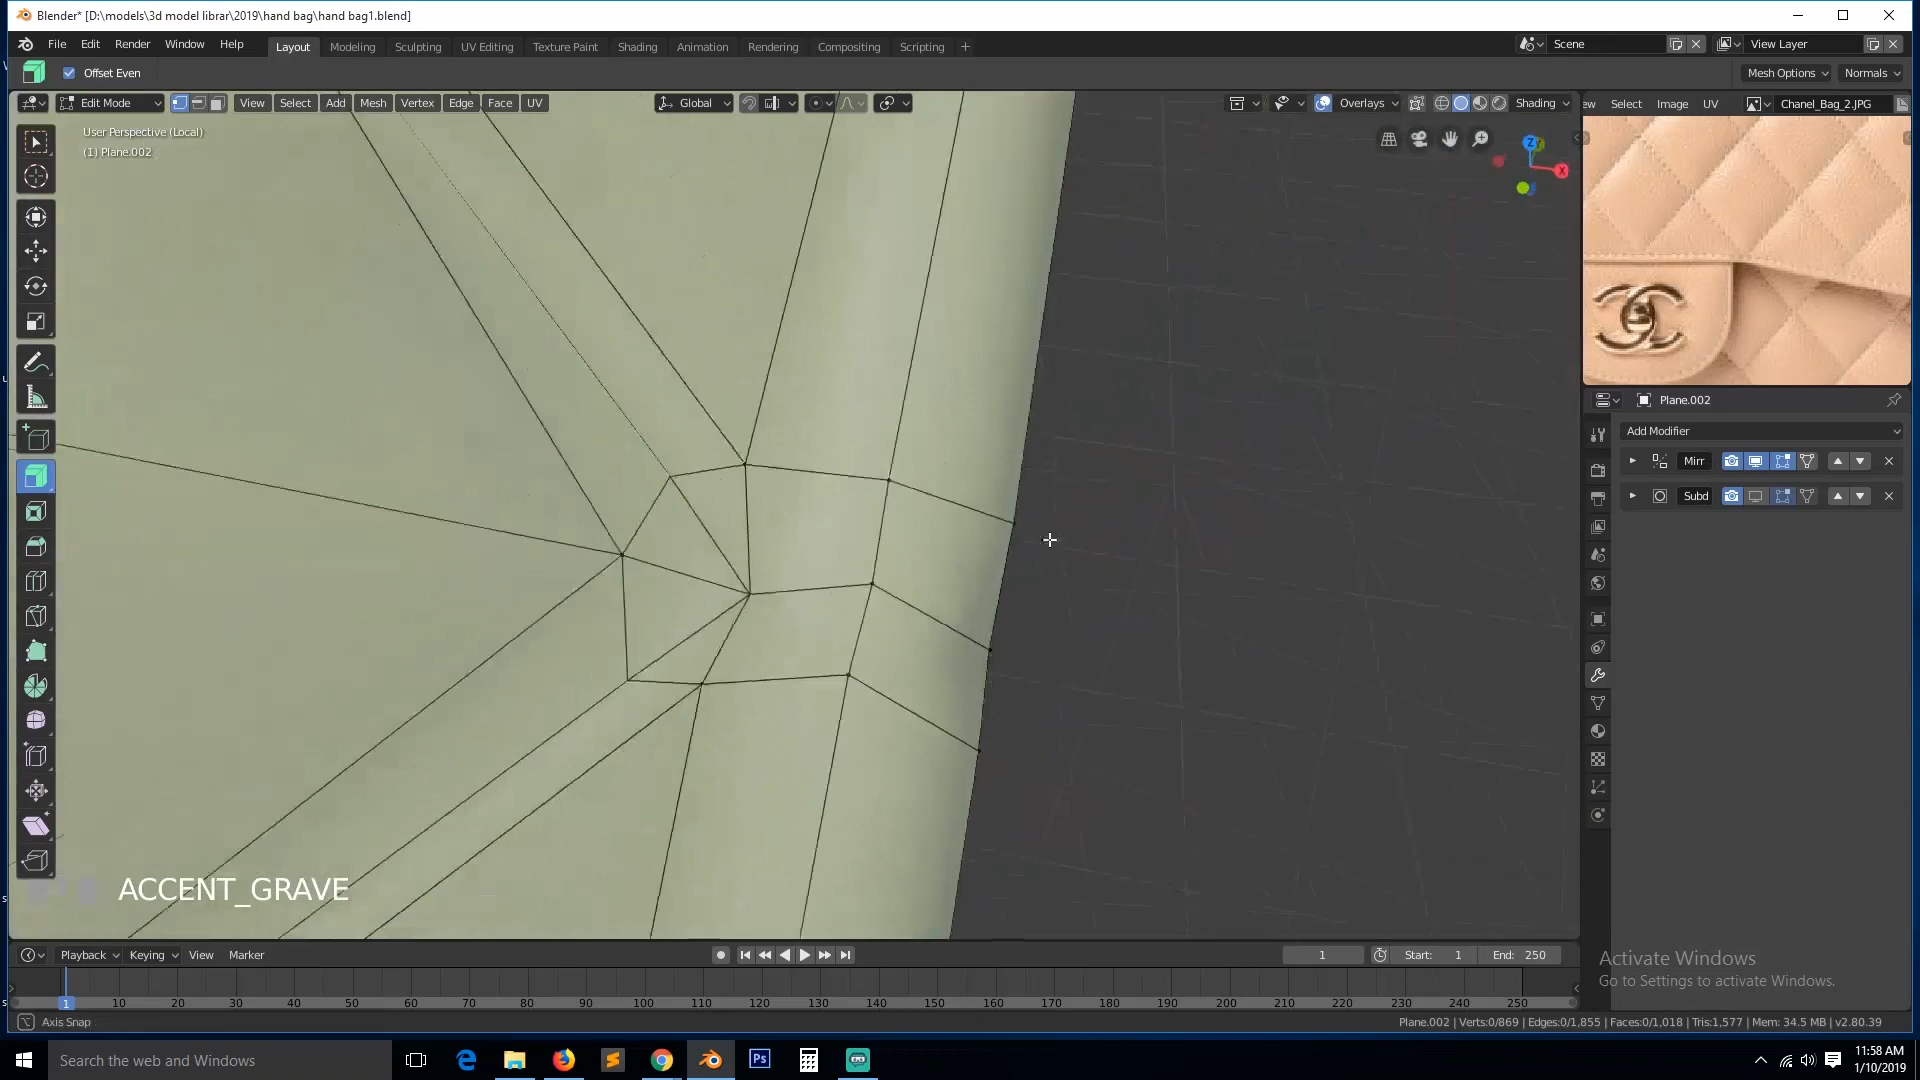 Blender* [D:\models\3d model librar\2019\hand bag\hand bag1.blend]
File Edit Render Window Help Layout Modeling Sculpting UV Editing Texture Paint Shading Animation Rendering Compositing Scripting + Scene View Layer
Offset Even Mesh Options Normals
Edit Mode View Select Add Mesh Vertex Edge Face UV Global Overlays Shading ew Select Image UV Chanel_Bag_2.JPG
User Perspective (Local)
(1) Plane.002
Z
X
Plane.002
Add Modifier
Mirr
Subd
ACCENT_GRAVE
Playback Keying View Marker 1 Start: 1 End: 250
1 10 20 30 40 50 60 70 80 90 100 110 120 130 140 150 160 170 180 190 200 210 220 230 240 250
Activate Windows
Go to Settings to activate Windows.
Axis Snap Plane.002 | Verts:0/869 | Edges:0/1,855 | Faces:0/1,018 | Tris:1,577 | Mem: 34.5 MB | v2.80.39
Search the web and Windows
Ps
11:58 AM
1/10/2019